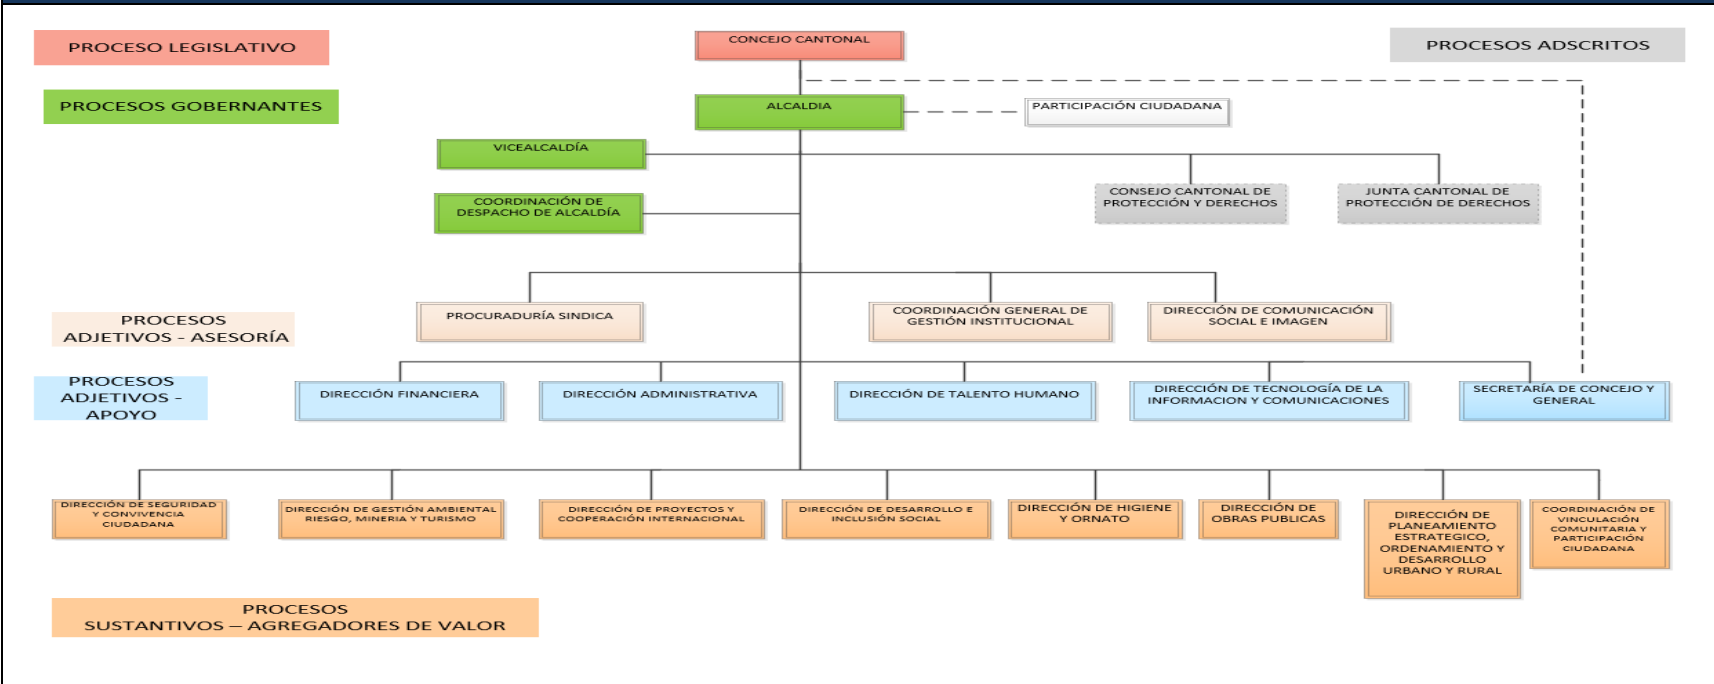 PROCESO LEGISLATIVO
CONCEJO CANTONAL
PROCESOS ADSCRITOS
PROCESOS GOBERNANTES
ALCALDIA
PARTICIPACIÓN CIUDADANA
VICEALCALDÍA
COORDINACIÓN DE
DESPACHO DE ALCALDÍA
CONSEJO CANTONAL DE
PROTECCIÓN Y DERECHOS
JUNTA CANTONAL DE
PROTECCIÓN DE DERECHOS
PROCESOS
ADJETIVOS - ASESORÍA
PROCURADURÍA SINDICA
COORDINACIÓN GENERAL DE
GESTIÓN INSTITUCIONAL
DIRECCIÓN DE COMUNICACIÓN
SOCIAL E IMAGEN
PROCESOS
ADJETIVOS -
APOYO
DIRECCIÓN FINANCIERA
DIRECCIÓN ADMINISTRATIVA
DIRECCIÓN DE TALENTO HUMANO
DIRECCIÓN DE TECNOLOGÍA DE LA
INFORMACION Y COMUNICACIONES
SECRETARÍA DE CONCEJO Y
GENERAL
DIRECCIÓN DE SEGURIDAD
Y CONVIVENCIA
CIUDADANA
DIRECCIÓN DE GESTIÓN AMBIENTAL
RIESGO, MINERIA Y TURISMO
DIRECCIÓN DE PROYECTOS Y
COOPERACIÓN INTERNACIONAL
DIRECCIÓN DE DESARROLLO E
INCLUSIÓN SOCIAL
DIRECCIÓN DE HIGIENE
Y ORNATO
DIRECCIÓN DE
OBRAS PUBLICAS
DIRECCIÓN DE
PLANEAMIENTO
ESTRATEGICO,
ORDENAMIENTO Y
DESARROLLO
URBANO Y RURAL
COORDINACIÓN DE
VINCULACIÓN
COMUNITARIA Y
PARTICIPACIÓN
CIUDADANA
PROCESOS
SUSTANTIVOS – AGREGADORES DE VALOR